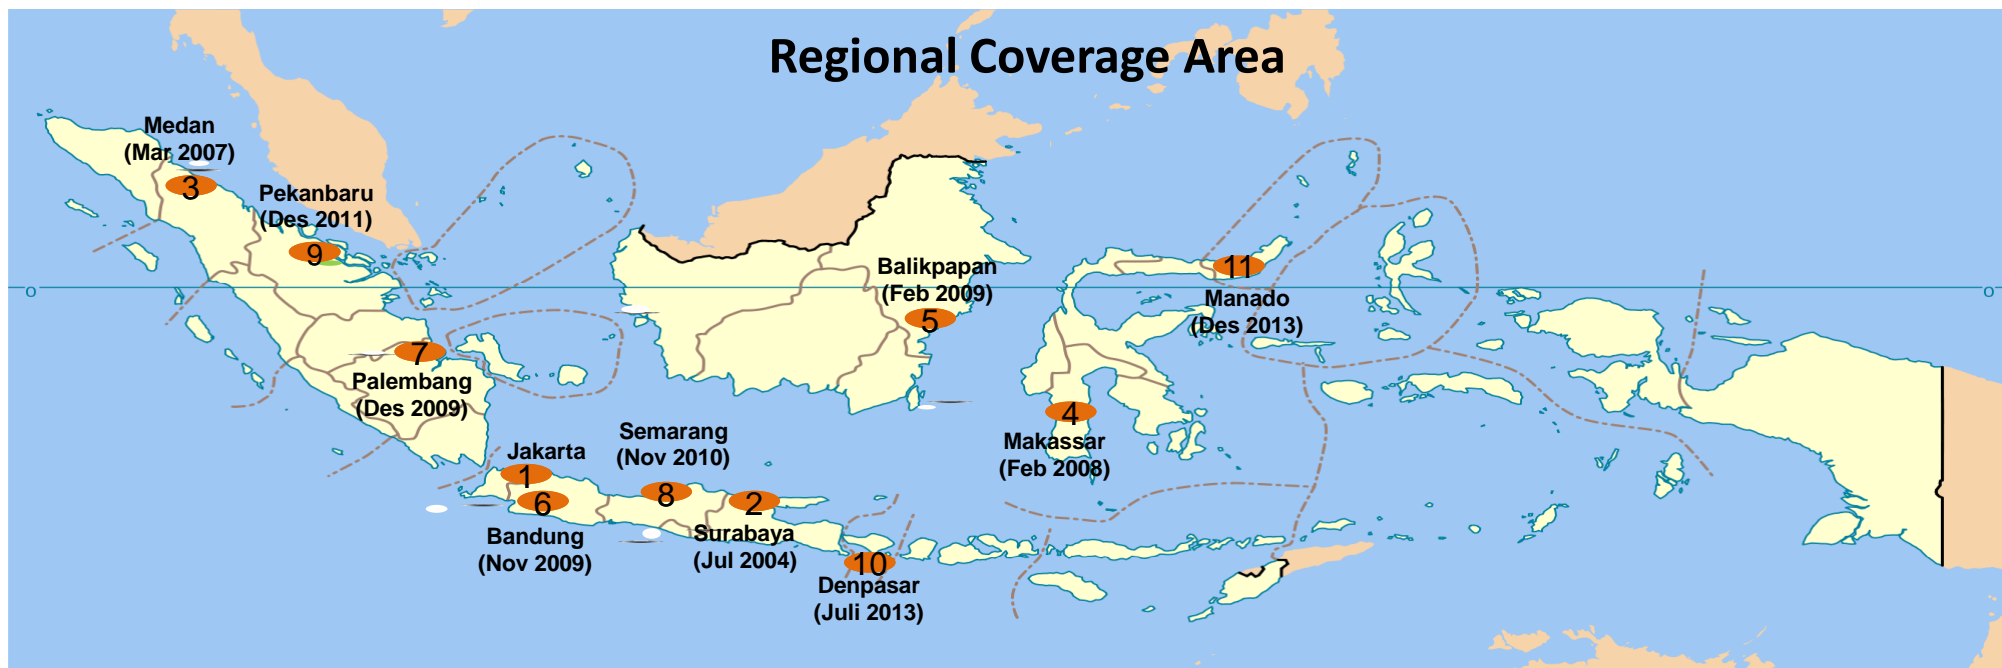 Regional Coverage Area
Medan
(Mar 2007)
3
Pekanbaru
(Des 2011)
9
Balikpapan
(Feb 2009)
5
11
Manado
(Des 2013)
o
o
7
Palembang
(Des 2009)
4
Makassar
(Feb 2008)
Jakarta
1
6
Bandung
(Nov 2009)
Semarang
(Nov 2010)
8
2
Surabaya
(Jul 2004)
10
Denpasar
(Juli 2013)